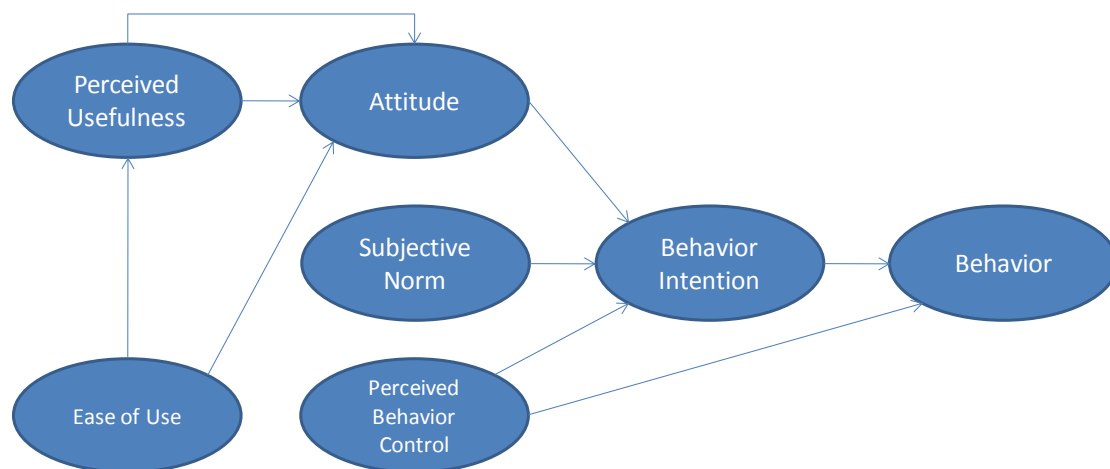 Perceived
Usefulness
Attitude
Subjective
Norm
Behavior
Intention
Behavior
Ease of Use
Perceived
Behavior
Control